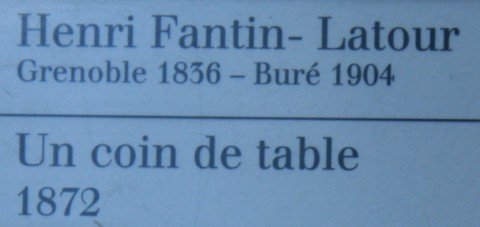 Henri Fantin- Latour
Grenoble 1836 – Buré 1904
Un coin de table
1872